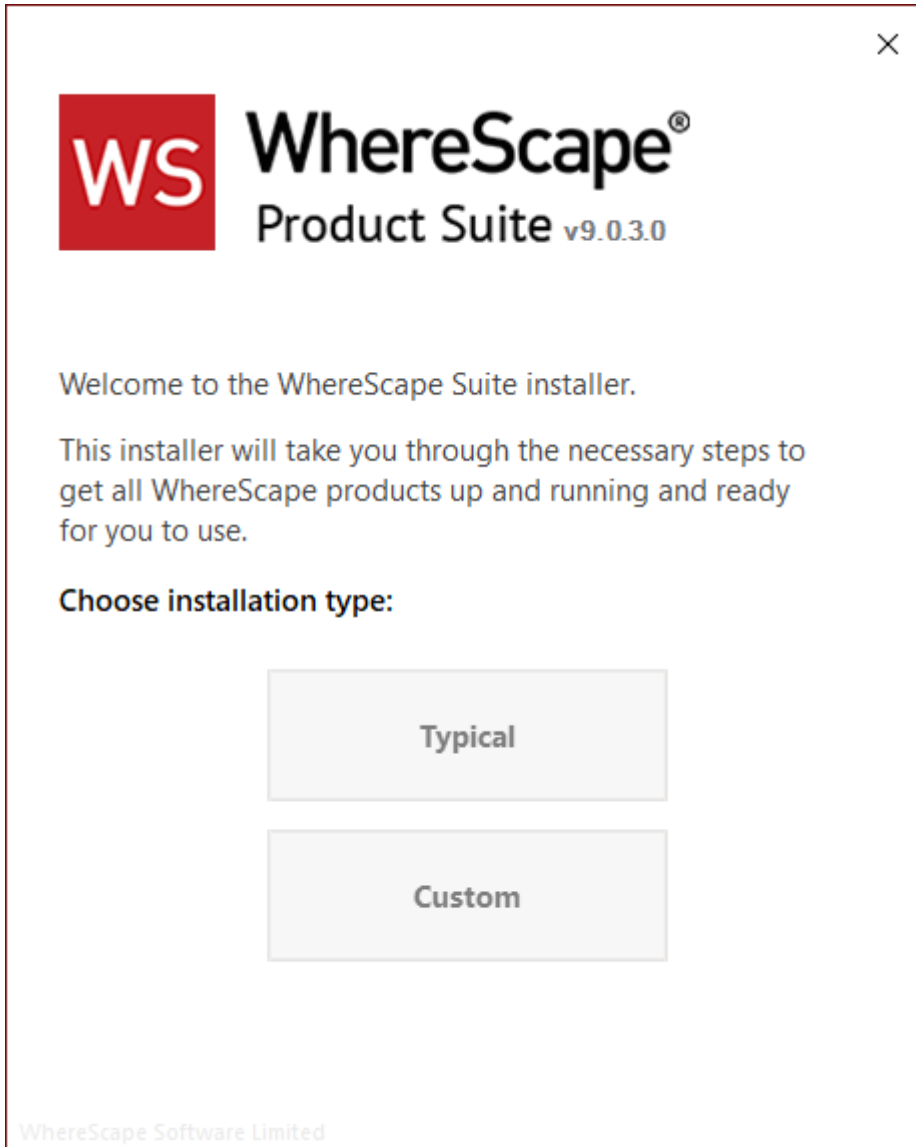 WS
WhereScape®
Product Suite v9.0.3.0
Welcome to the WhereScape Suite installer.
This installer will take you through the necessary steps to
get all WhereScape products up and running and ready
for you to use.
Choose installation type:
Typical
Custom
WhereScape Software Limited